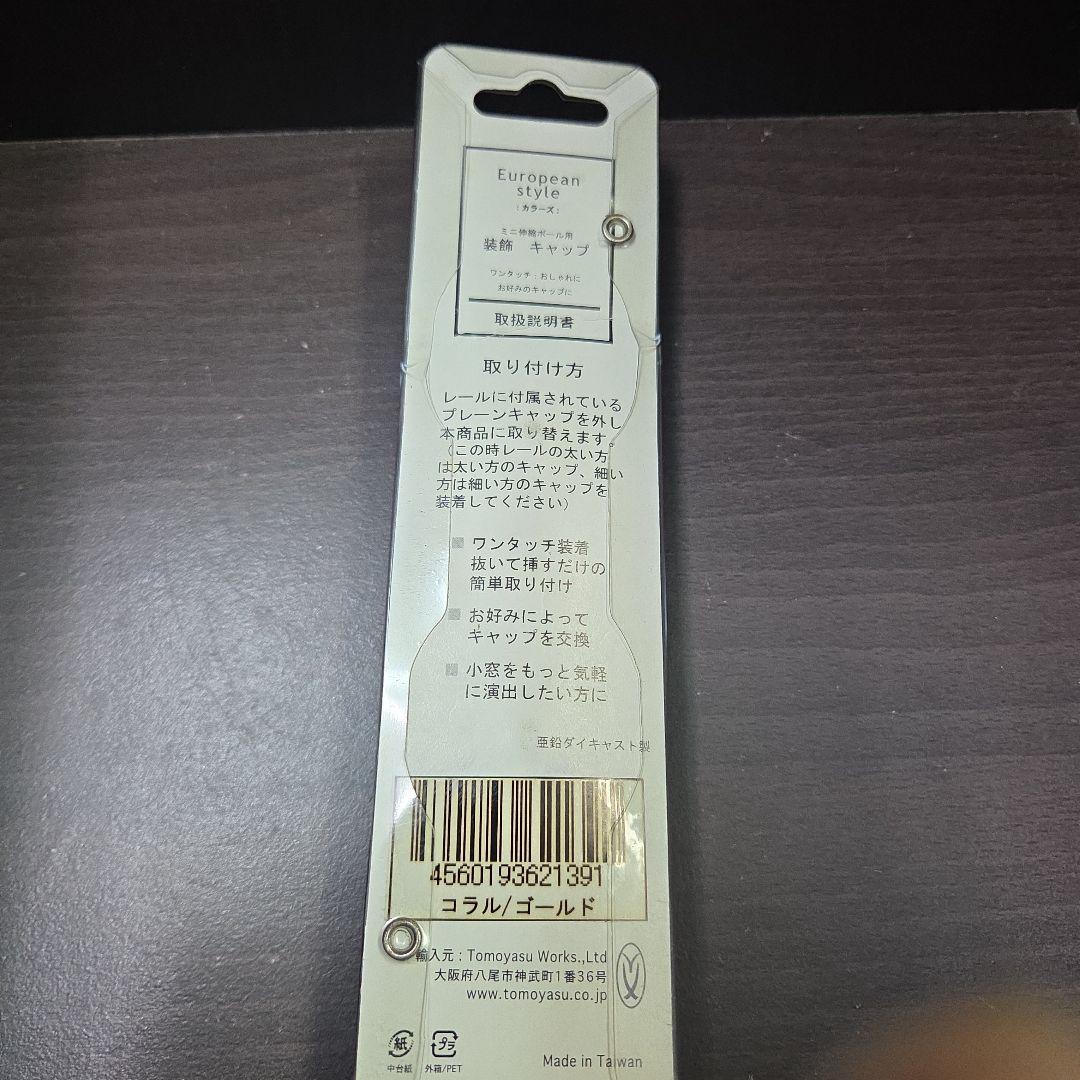 European
style
：カラーズ：
ミニ伸縮ポール用
装飾　キャップ
ワンタッチ：おしゃれに
お好みのキャップに
取扱説明書
取り付け方
レールに付属されている
プレーンキャップを外し
本商品に取り替えます。
（この時レールの太い方
は太い方のキャップ、細い
方は細い方のキャップを
装着してください）
ワンタッチ装着
抜いて挿すだけの
簡単取り付け
お好みによって
キャップを交換
小窓をもっと気軽
に演出したい方に
亜鉛ダイキャスト製
4560193621391
コラル/ゴールド
輸入元：Tomoyasu Works.,Ltd
大阪府八尾市神武町1番36号
www.tomoyasu.co.jp
紙 プラ
中台紙 外箱/PET
Made in Taiwan